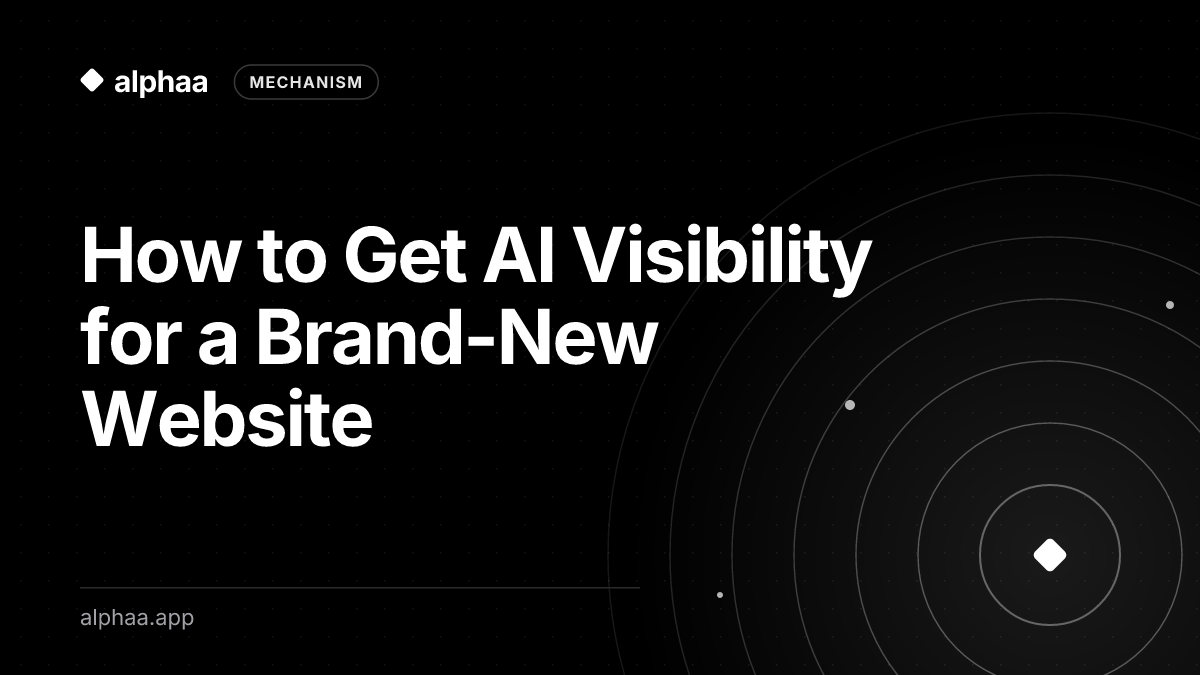 alphaa
MECHANISM
How to Get AI Visibility
for a Brand-New
Website
alphaa.app